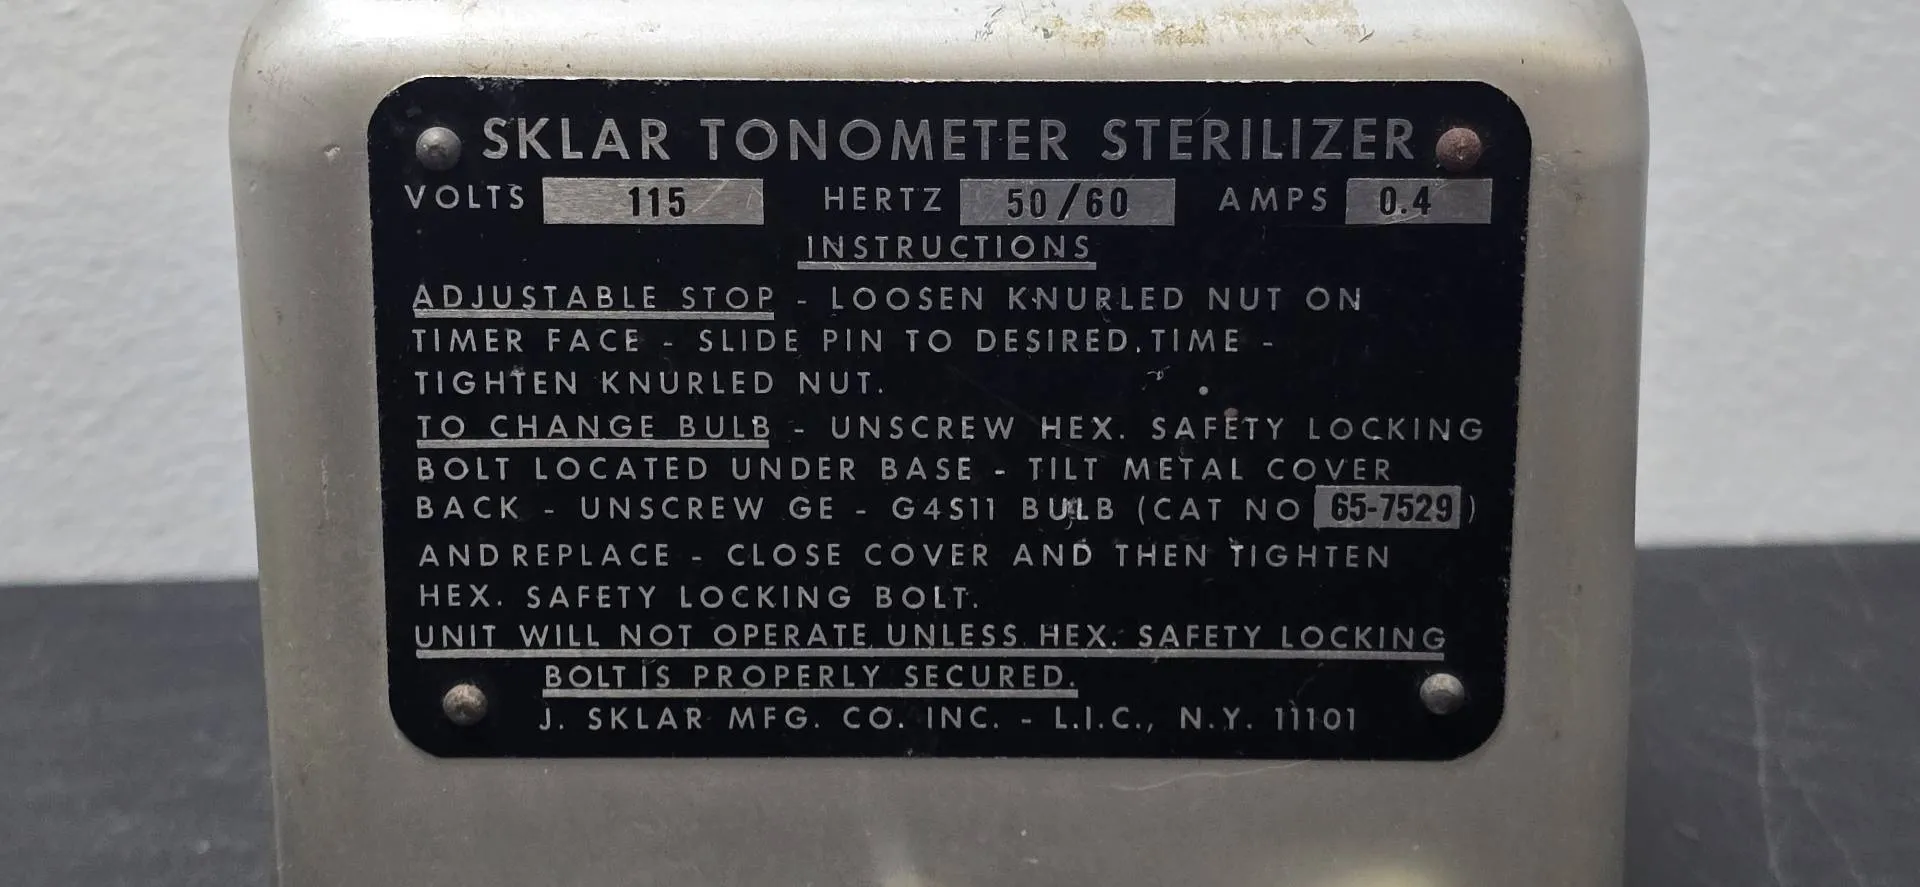 SKLAR TONOMETER STERILIZER
VOLTS 115 HERTZ 50/60 AMPS 0.4
INSTRUCTIONS
ADJUSTABLE STOP - LOOSEN KNURLED NUT ON
TIMER FACE - SLIDE PIN TO DESIRED TIME -
TIGHTEN KNURLED NUT.
TO CHANGE BULB - UNSCREW HEX. SAFETY LOCKING
BOLT LOCATED UNDER BASE - TILT METAL COVER
BACK - UNSCREW GE - G4S11 BULB (CAT NO 65-7529)
AND REPLACE - CLOSE COVER AND THEN TIGHTEN
HEX. SAFETY LOCKING BOLT.
UNIT WILL NOT OPERATE UNLESS HEX. SAFETY LOCKING
BOLT IS PROPERLY SECURED.
J. SKLAR MFG. CO. INC. - L.I.C., N.Y. 11101